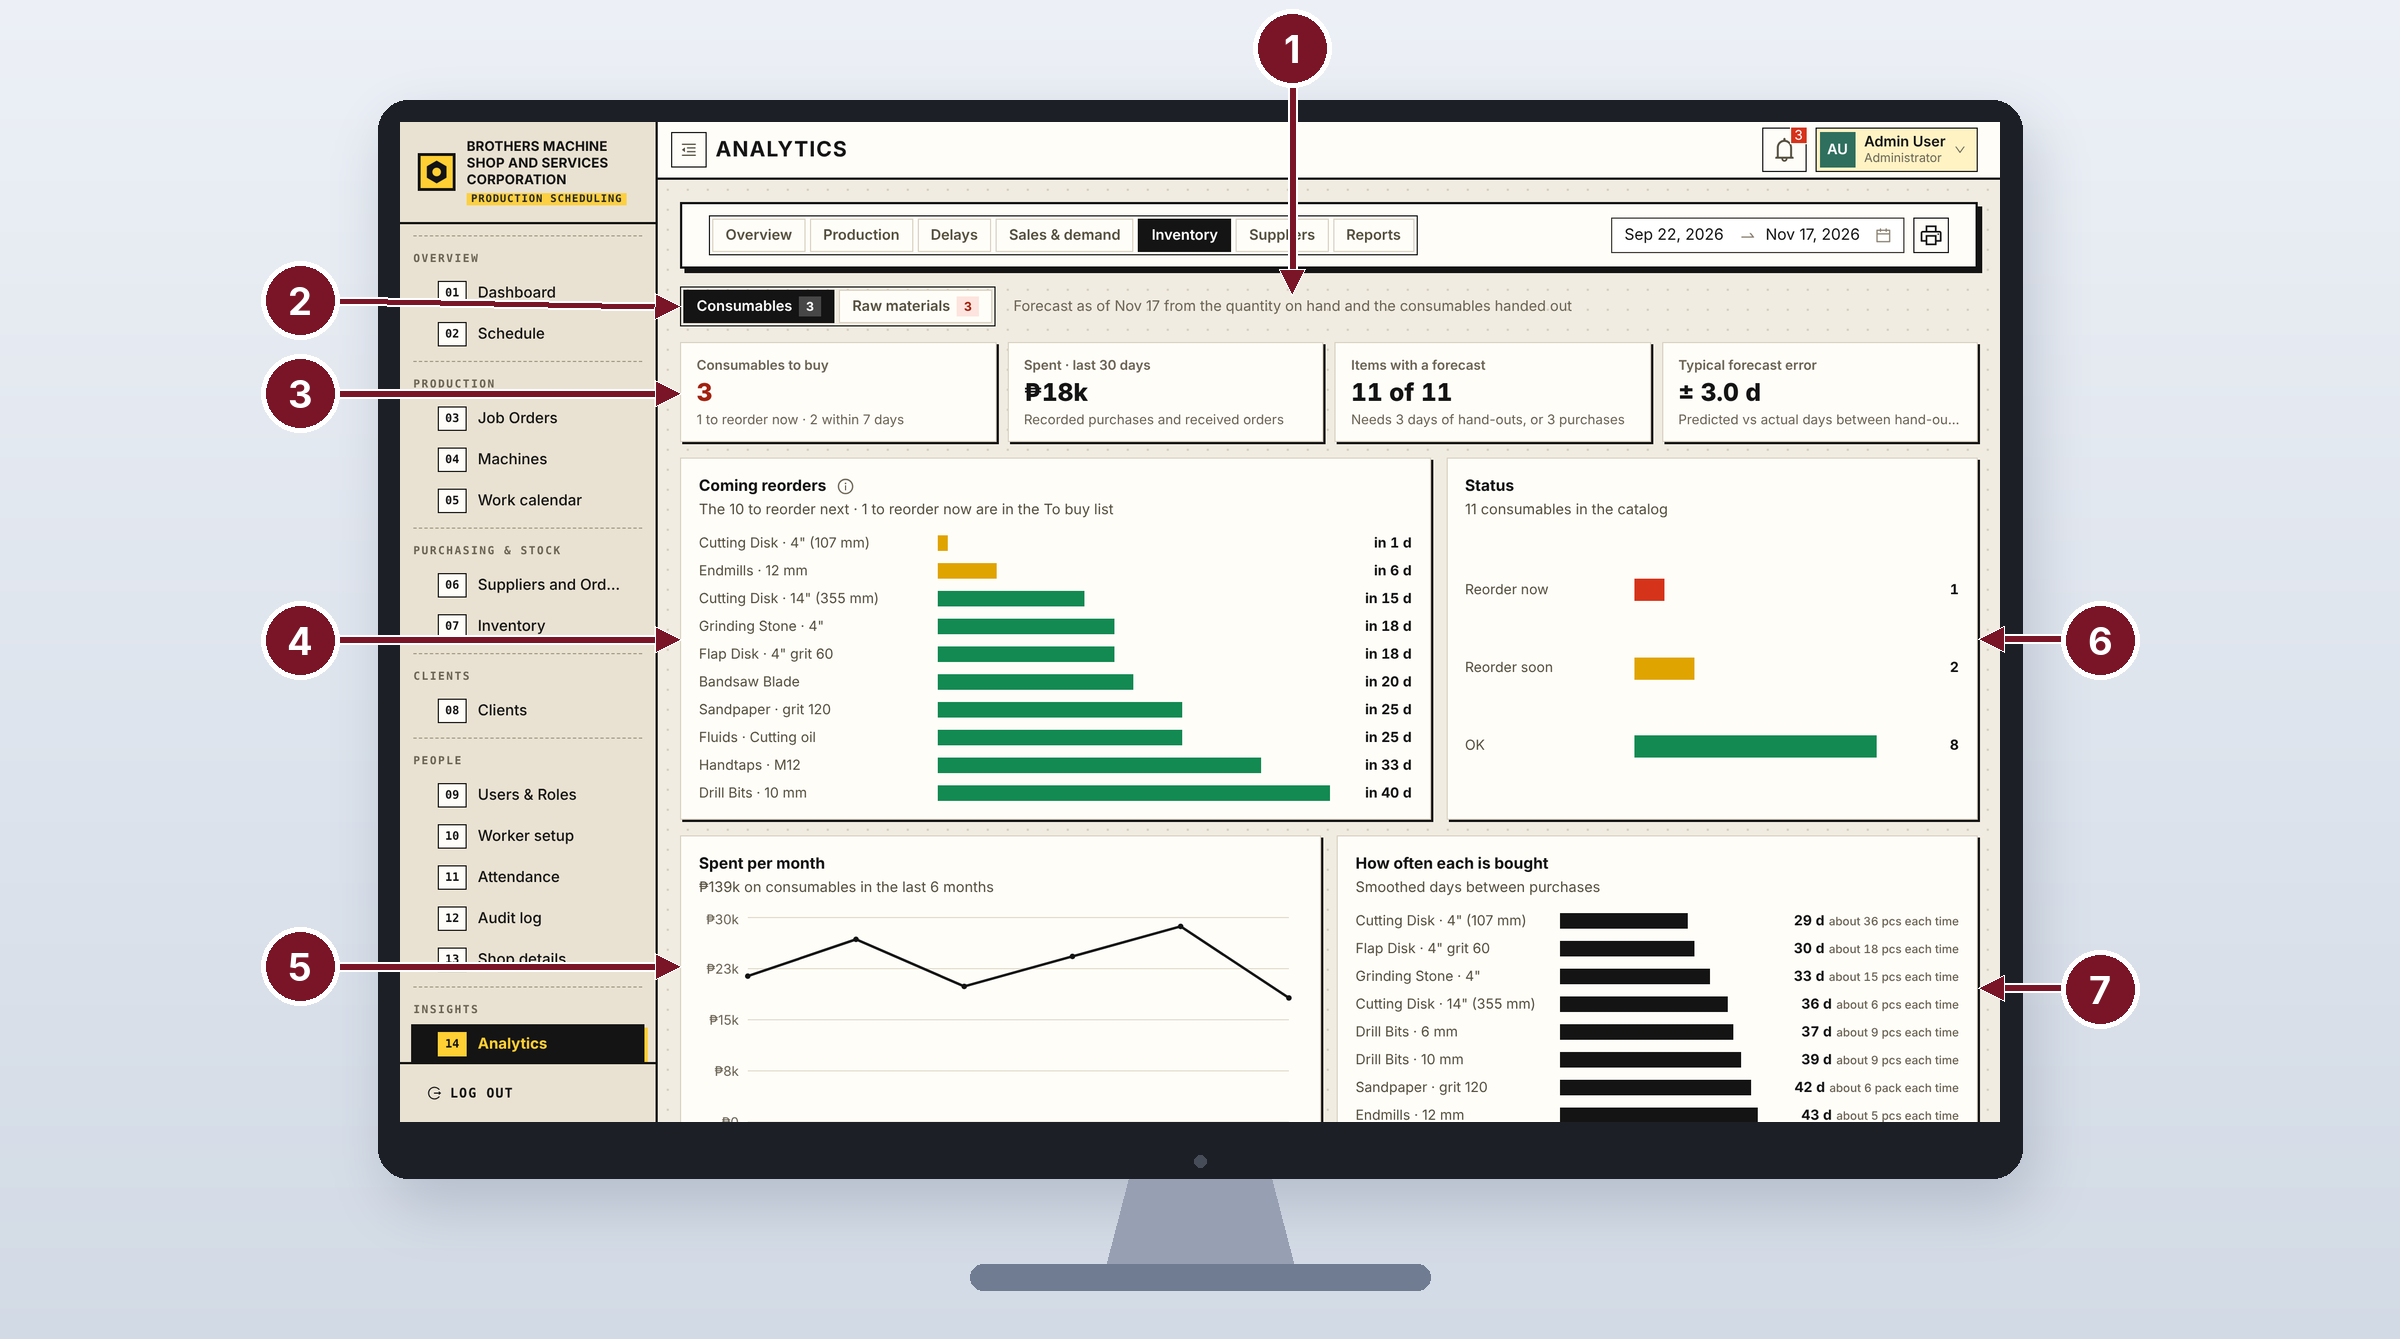 1
BROTHERS MACHINE
SHOP AND SERVICES
CORPORATION
PRODUCTION SCHEDULING
ANALYTICS
3
AU
Admin User
Administrator
Overview
Production
Delays
Sales & demand
Inventory
Suppliers
Reports
Sep 22, 2026
Nov 17, 2026
2
Consumables 3
Raw materials 3
Forecast as of Nov 17 from the quantity on hand and the consumables handed out
OVERVIEW
01 Dashboard
02 Schedule
3
PRODUCTION
03 Job Orders
04 Machines
05 Work calendar
PURCHASING & STOCK
06 Suppliers and Ord...
07 Inventory
4
CLIENTS
08 Clients
PEOPLE
09 Users & Roles
10 Worker setup
11 Attendance
12 Audit log
13 Shop details
5
INSIGHTS
14 Analytics
LOG OUT
Consumables to buy
3
1 to reorder now · 2 within 7 days
Spent · last 30 days
₱18k
Recorded purchases and received orders
Items with a forecast
11 of 11
Needs 3 days of hand-outs, or 3 purchases
Typical forecast error
± 3.0 d
Predicted vs actual days between hand-ou...
Coming reorders
The 10 to reorder next · 1 to reorder now are in the To buy list
Cutting Disk · 4" (107 mm) in 1 d
Endmills · 12 mm in 6 d
Cutting Disk · 14" (355 mm) in 15 d
Grinding Stone · 4" in 18 d
Flap Disk · 4" grit 60 in 18 d
Bandsaw Blade in 20 d
Sandpaper · grit 120 in 25 d
Fluids · Cutting oil in 25 d
Handtaps · M12 in 33 d
Drill Bits · 10 mm in 40 d
Status
11 consumables in the catalog
Reorder now 1
Reorder soon 2
OK 8
6
Spent per month
₱139k on consumables in the last 6 months
₱30k
₱23k
₱15k
₱8k
₱0
How often each is bought
Smoothed days between purchases
Cutting Disk · 4" (107 mm) 29 d about 36 pcs each time
Flap Disk · 4" grit 60 30 d about 18 pcs each time
Grinding Stone · 4" 33 d about 15 pcs each time
Cutting Disk · 14" (355 mm) 36 d about 6 pcs each time
Drill Bits · 6 mm 37 d about 9 pcs each time
Drill Bits · 10 mm 39 d about 9 pcs each time
Sandpaper · grit 120 42 d about 6 pack each time
Endmills · 12 mm 43 d about 5 pcs each time
7